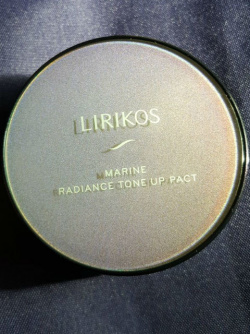 LIRIKOS
MARINE
RADIANCE TONE UP PACT